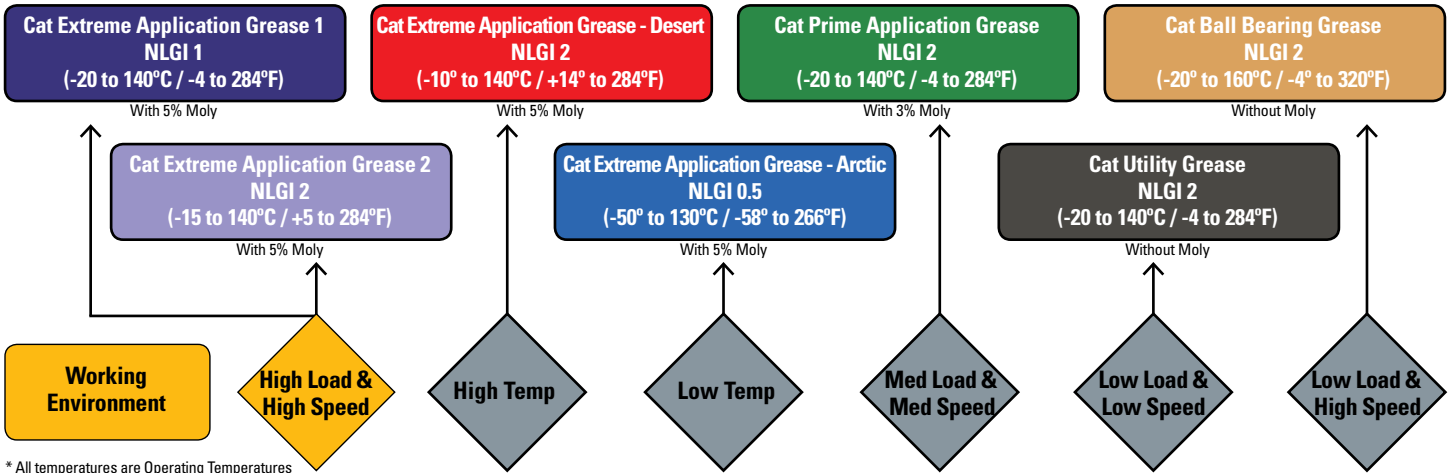 Cat Extreme Application Grease 1
NLGI 1
(-20 to 140ºC / -4 to 284ºF)
With 5% Moly
Cat Extreme Application Grease - Desert
NLGI 2
(-10º to 140ºC / +14º to 284ºF)
With 5% Moly
Cat Prime Application Grease
NLGI 2
(-20 to 140ºC / -4 to 284ºF)
With 3% Moly
Cat Ball Bearing Grease
NLGI 2
(-20º to 160ºC / -4º to 320ºF)
Without Moly
Cat Extreme Application Grease 2
NLGI 2
(-15 to 140ºC / +5 to 284ºF)
With 5% Moly
Cat Extreme Application Grease - Arctic
NLGI 0.5
(-50º to 130ºC / -58º to 266ºF)
With 5% Moly
Cat Utility Grease
NLGI 2
(-20 to 140ºC / -4 to 284ºF)
Without Moly
Working
Environment
High Load &
High Speed
High Temp
Low Temp
Med Load &
Med Speed
Low Load &
Low Speed
Low Load &
High Speed
* All temperatures are Operating Temperatures